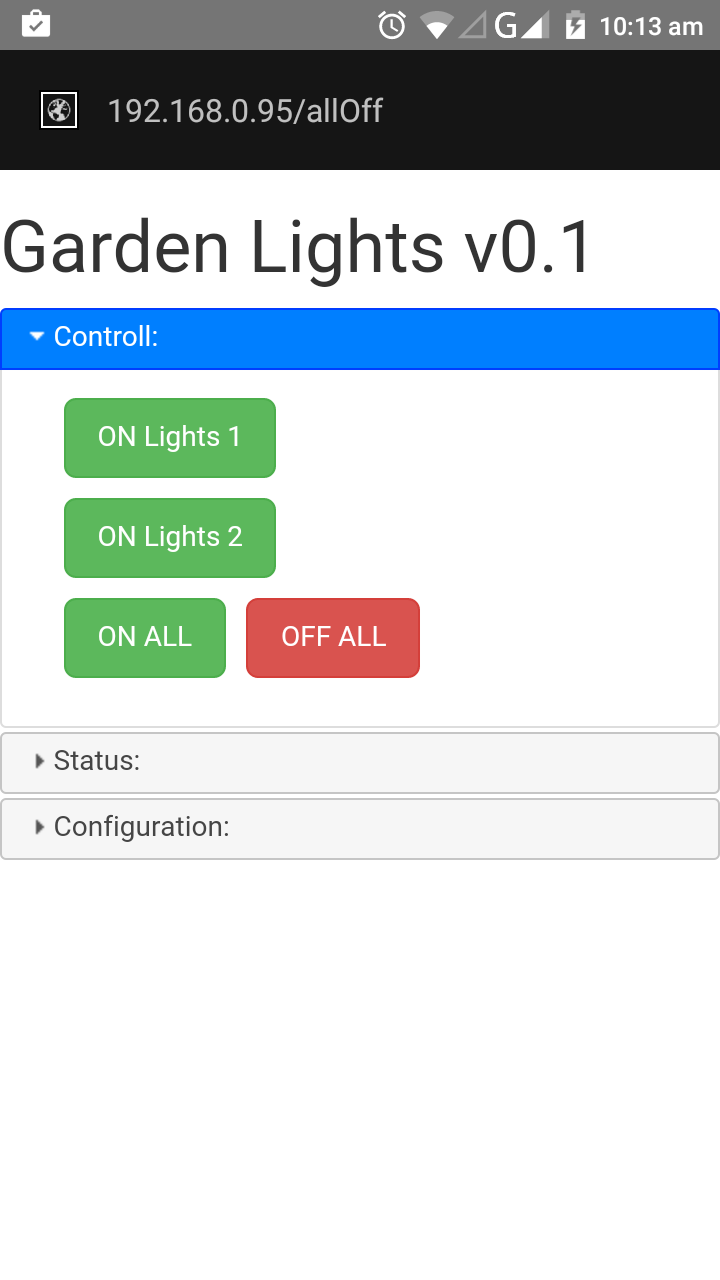 G 10:13 am
192.168.0.95/allOff
Garden Lights v0.1
Controll:
ON Lights 1
ON Lights 2
ON ALL OFF ALL
Status:
Configuration: